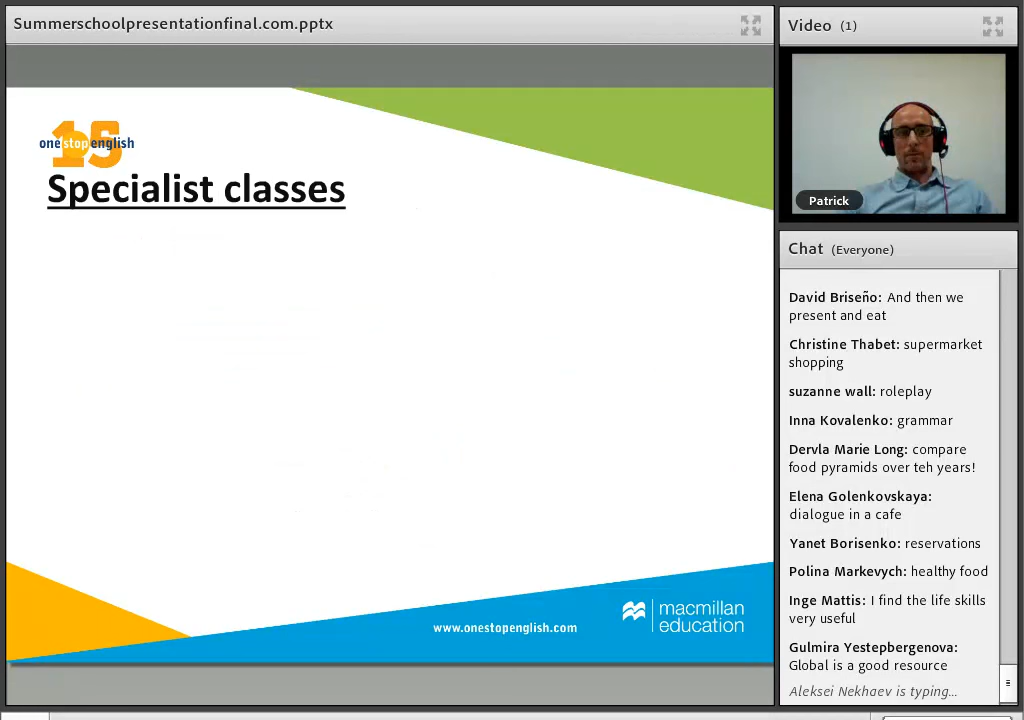 Summerschoolpresentationfinal.com.pptx
15
one stop english
Specialist classes
www.onestopenglish.com
macmillan
education
Video (1)
Patrick
Chat (Everyone)
David Briseño: And then we
present and eat
Christine Thabet: supermarket
shopping
suzanne wall: roleplay
Inna Kovalenko: grammar
Dervla Marie Long: compare
food pyramids over teh years!
Elena Golenkovskaya:
dialogue in a cafe
Yanet Borisenko: reservations
Polina Markevych: healthy food
Inge Mattis: I find the life skills
very useful
Gulmira Yestepbergenova:
Global is a good resource
Aleksei Nekhaev is typing...